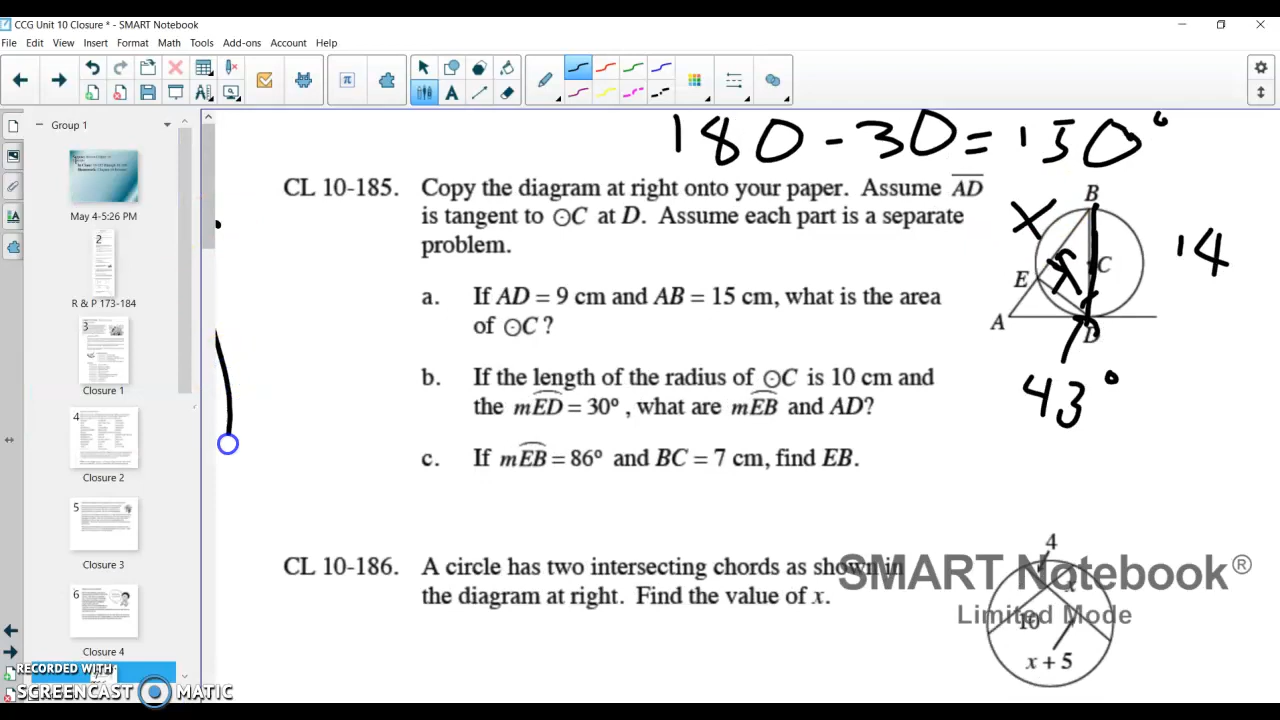 CCG Unit 10 Closure * - SMART Notebook
File Edit View Insert Format Math Tools Add-ons Account Help
Group 1
May 4-5:26 PM
2
R & P 173-184
3
Closure 1
4
Closure 2
5
Closure 3
6
Closure 4
RECORDED WITH
SCREENCAST MATIC
180 - 30 = 150°
CL 10-185. Copy the diagram at right onto your paper. Assume AD
is tangent to ⊙C at D. Assume each part is a separate
problem.
a. If AD = 9 cm and AB = 15 cm, what is the area
of ⊙C?
b. If the length of the radius of ⊙C is 10 cm and
the mED = 30°, what are mEB and AD?
c. If mEB = 86° and BC = 7 cm, find EB.
B
X
14
C
E
A
D
43°
CL 10-186. A circle has two intersecting chords as shown in
the diagram at right. Find the value of x.
4
x
10
x + 5
SMART Notebook®
Limited Mode